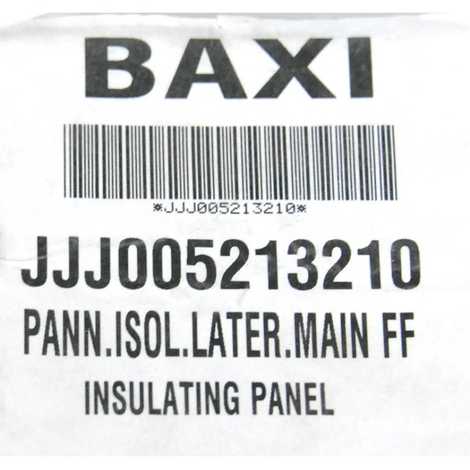 BAXI
*JJJ005213210*
JJJ005213210
PANN.ISOL.LATER.MAIN FF
INSULATING PANEL